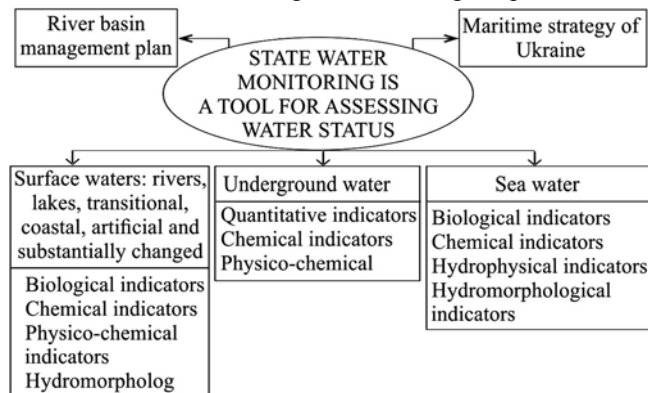 River basin
management plan
Maritime strategy of
Ukraine
STATE WATER
MONITORING IS
A TOOL FOR ASSESSING
WATER STATUS
Surface waters: rivers,
lakes, transitional,
coastal, artificial and
substantially changed
Biological indicators
Chemical indicators
Physico-chemical
indicators
Hydromorpholog
Underground water
Quantitative indicators
Chemical indicators
Physico-chemical
Sea water
Biological indicators
Chemical indicators
Hydrophysical indicators
Hydromorphological
indicators